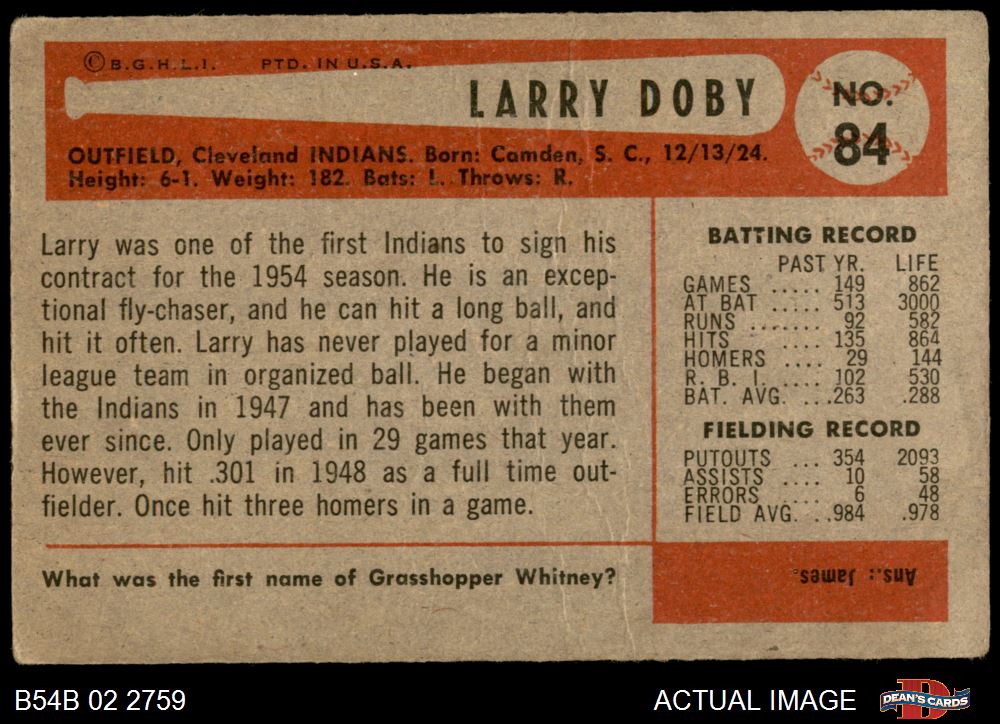 © B.G.H.L.I. PTD. IN U.S.A.
LARRY DOBY
NO.
84
OUTFIELD, Cleveland INDIANS. Born: Camden, S. C., 12/13/24.
Height: 6-1. Weight: 182. Bats: L. Throws: R.
Larry was one of the first Indians to sign his
contract for the 1954 season. He is an excep-
tional fly-chaser, and he can hit a long ball, and
hit it often. Larry has never played for a minor
league team in organized ball. He began with
the Indians in 1947 and has been with them
ever since. Only played in 29 games that year.
However, hit .301 in 1948 as a full time out-
fielder. Once hit three homers in a game.
BATTING RECORD
PAST YR. LIFE
GAMES ..... 149 862
AT BAT ..... 513 3000
RUNS ....... 92 582
HITS .... 135 864
HOMERS .... 29 144
R. B. I. .... 102 530
BAT. AVG. ...263 .288
FIELDING RECORD
PUTOUTS ... 354 2093
ASSISTS .... 10 58
ERRORS .... 6 48
FIELD AVG. ..984 .978
What was the first name of Grasshopper Whitney?
Ans.: James.
B54B 02 2759
ACTUAL IMAGE
DEAN'S CARDS